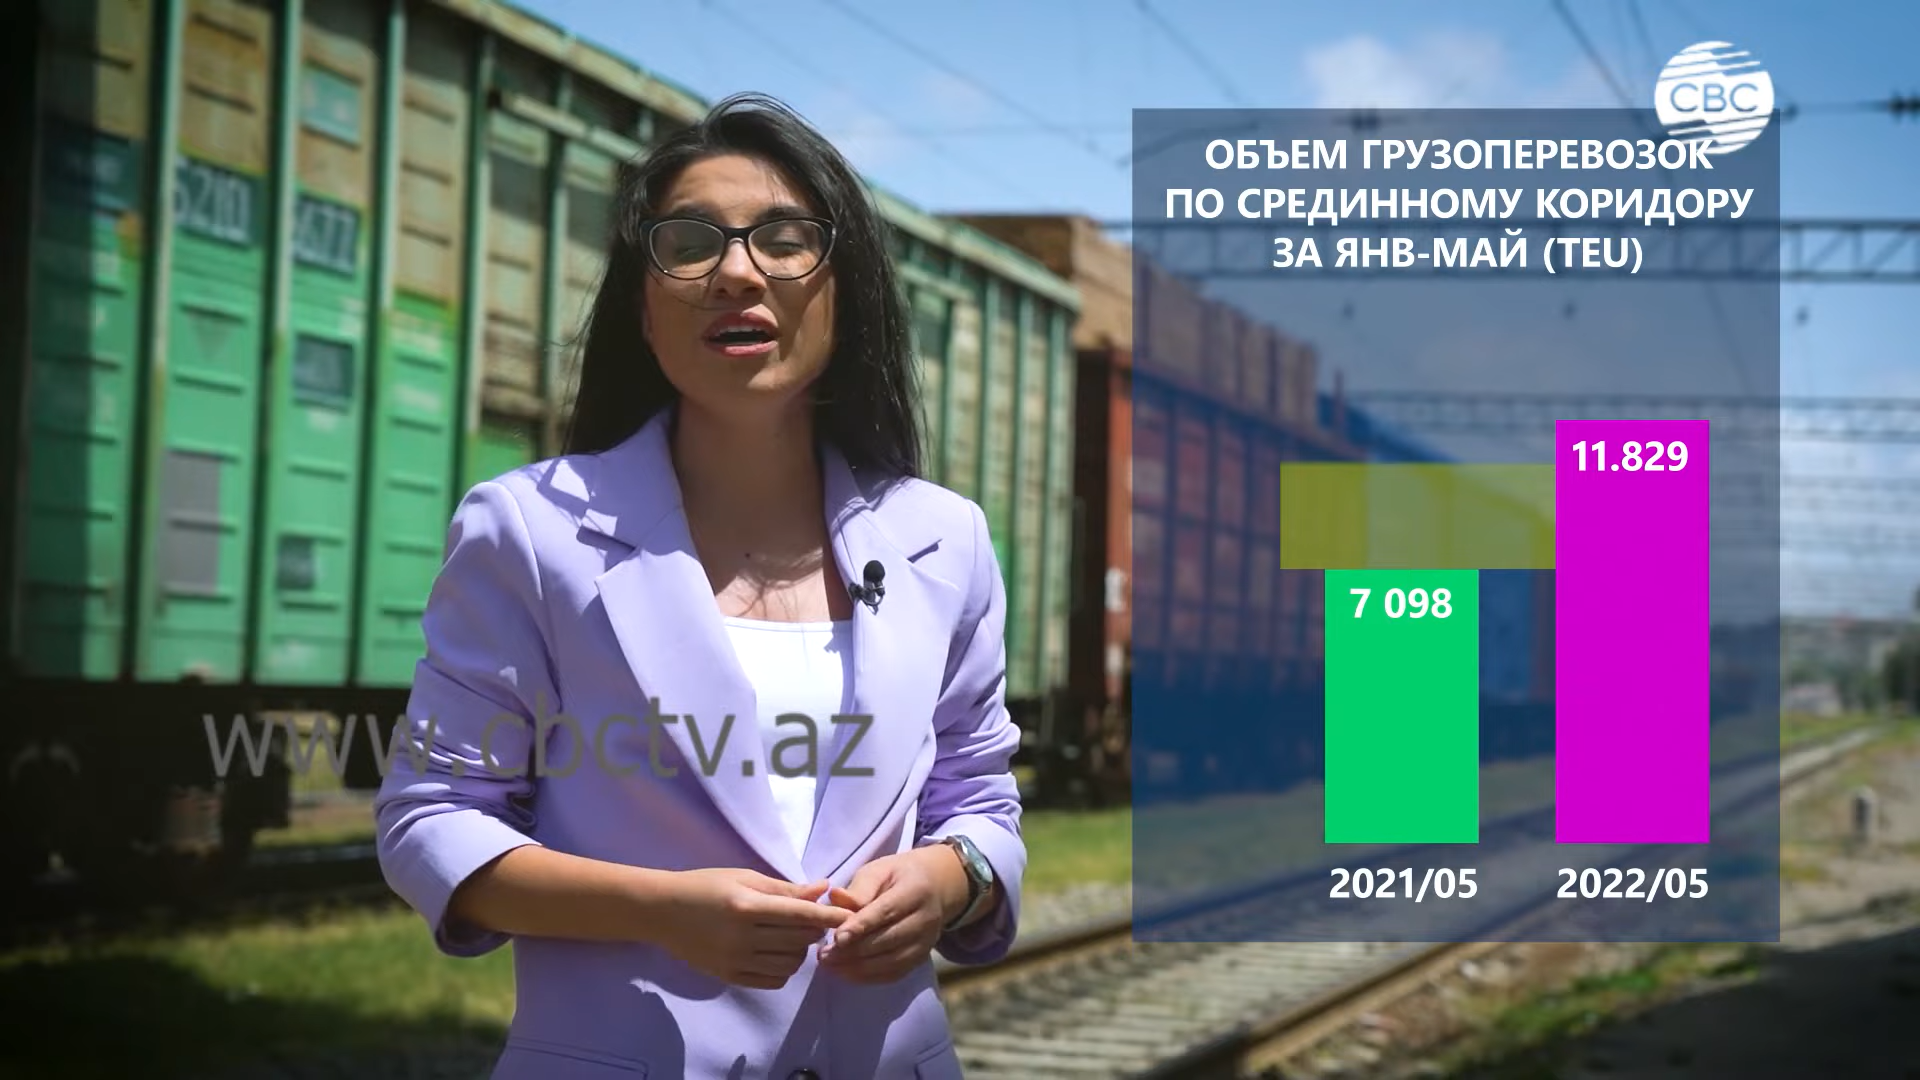 CBC
ОБЪЕМ ГРУЗОПЕРЕВОЗОК
ПО СРЕДИННОМУ КОРИДОРУ
ЗА ЯНВ-МАЙ (TEU)
11.829
7 098
2021/05
2022/05
www.cbctv.az